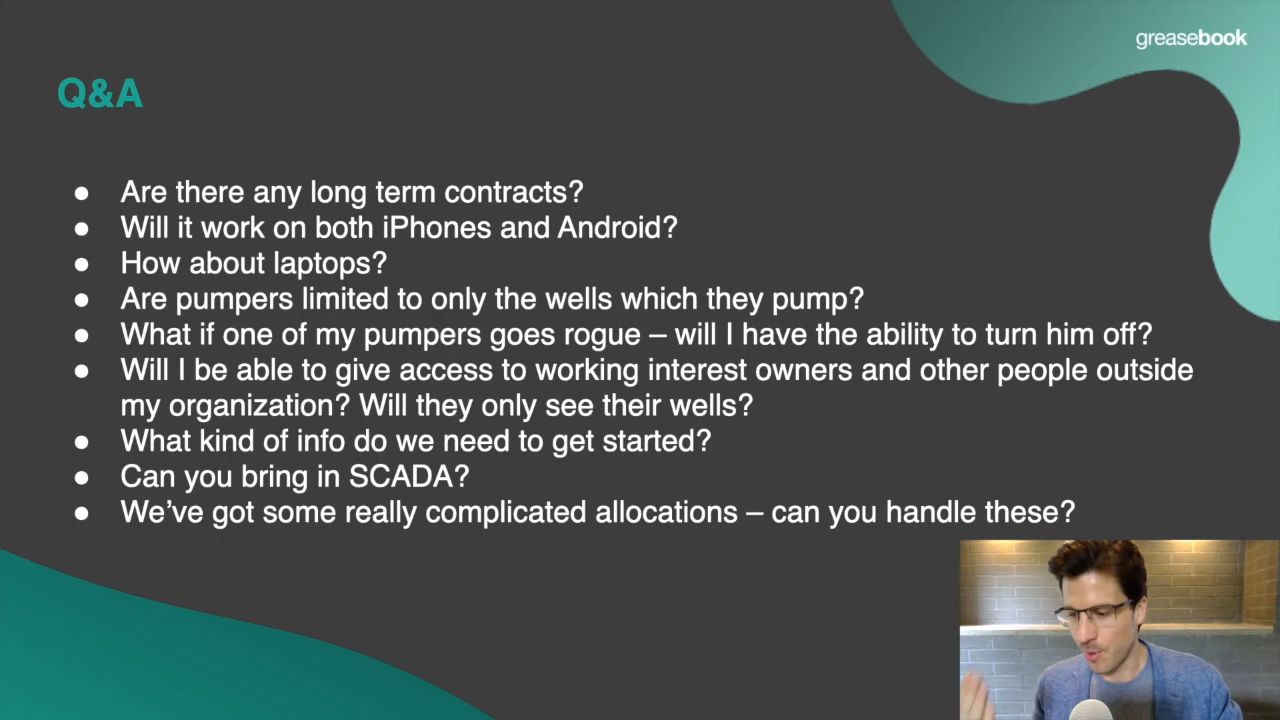 greasebook
Q&A
● Are there any long term contracts?
● Will it work on both iPhones and Android?
● How about laptops?
● Are pumpers limited to only the wells which they pump?
● What if one of my pumpers goes rogue – will I have the ability to turn him off?
● Will I be able to give access to working interest owners and other people outside
my organization? Will they only see their wells?
● What kind of info do we need to get started?
● Can you bring in SCADA?
● We’ve got some really complicated allocations – can you handle these?